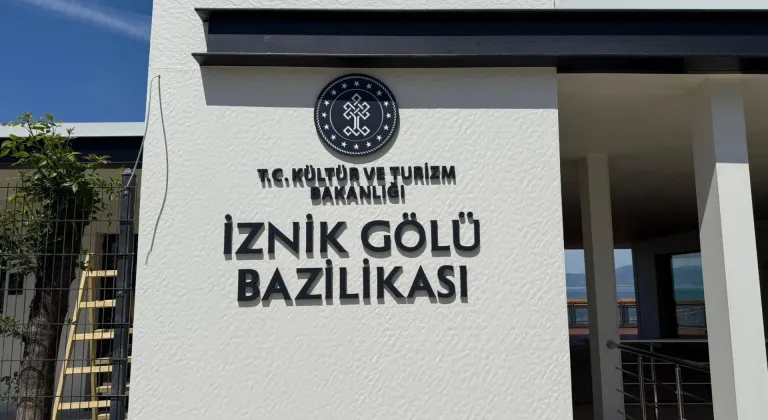 T.C. KÜLTÜR VE TURİZM
BAKANLIĞI
İZNİK GÖLÜ
BAZİLİKASI